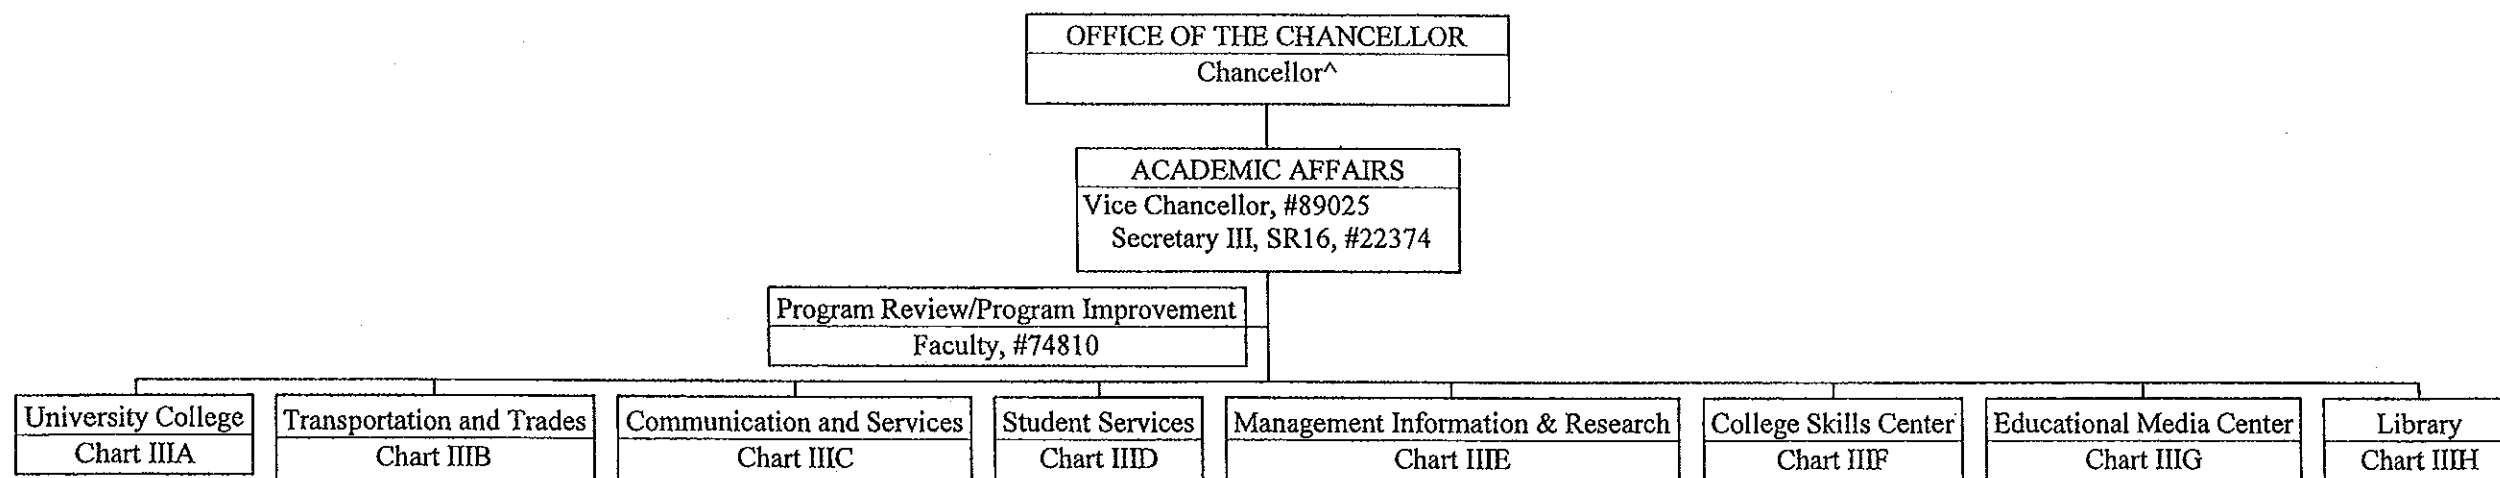 OFFICE OF THE CHANCELLOR
Chancellor^
ACADEMIC AFFAIRS
Vice Chancellor, #89025
Secretary III, SR16, #22374
Program Review/Program Improvement
Faculty, #74810
University College
Chart IIIA
Transportation and Trades
Chart IIIB
Communication and Services
Chart IIIC
Student Services
Chart IIID
Management Information & Research
Chart IIIE
College Skills Center
Chart IIIF
Educational Media Center
Chart IIIG
Library
Chart IIIH